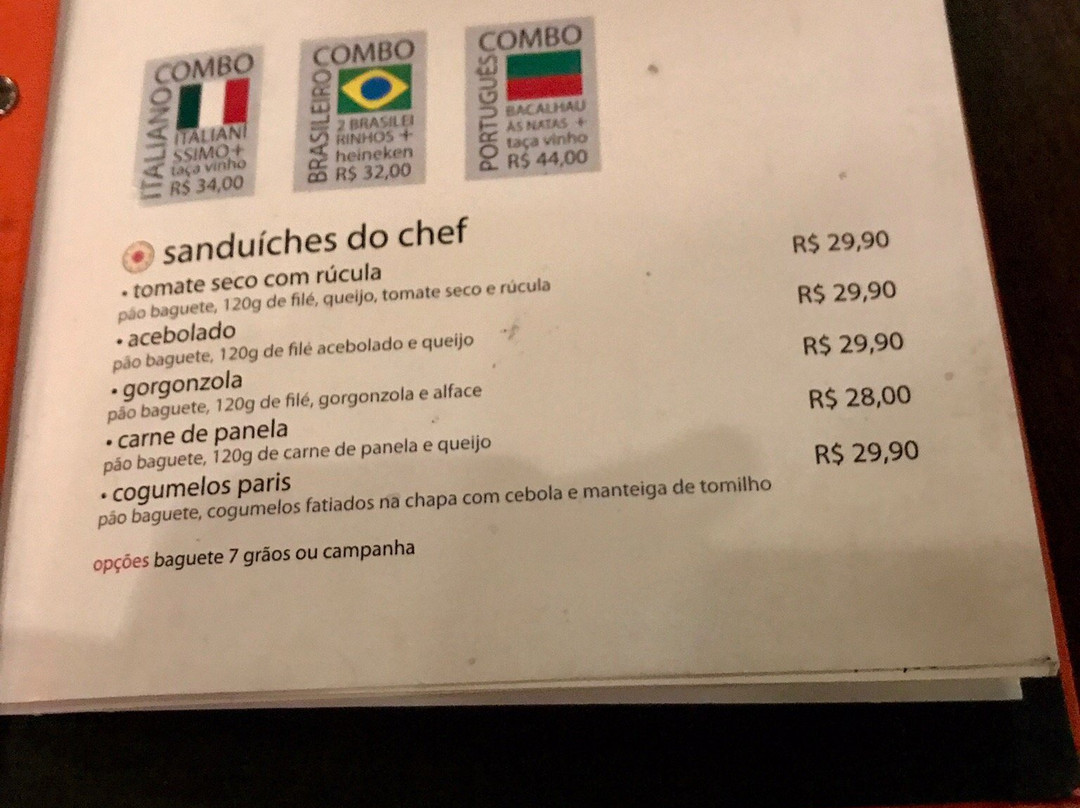 ITALIANO
COMBO
ITALIANI
SSIMO +
taça vinho
R$ 34,00
BRASILEIRO
COMBO
2 BRASILEI
RINHOS +
heineken
R$ 32,00
PORTUGUÊS
COMBO
BACALHAU
ÀS NATAS +
taça vinho
R$ 44,00
sanduíches do chef
• tomate seco com rúcula R$ 29,90
pão baguete, 120g de filé, queijo, tomate seco e rúcula
• acebolado R$ 29,90
pão baguete, 120g de filé acebolado e queijo
• gorgonzola R$ 29,90
pão baguete, 120g de filé, gorgonzola e alface
• carne de panela R$ 28,00
pão baguete, 120g de carne de panela e queijo
• cogumelos paris R$ 29,90
pão baguete, cogumelos fatiados na chapa com cebola e manteiga de tomilho
opções baguete 7 grãos ou campanha